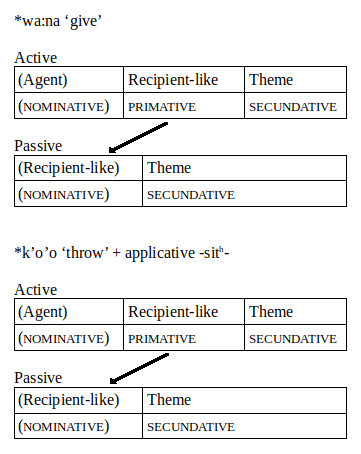 *wa:na ‘give’
Active
(Agent) Recipient-like Theme
(NOMINATIVE) PRIMATIVE SECUNDATIVE
Passive
(Recipient-like) Theme
(NOMINATIVE) SECUNDATIVE
*k’o’o ‘throw’ + applicative -sitʰ-
Active
(Agent) Recipient-like Theme
(NOMINATIVE) PRIMATIVE SECUNDATIVE
Passive
(Recipient-like) Theme
(NOMINATIVE) SECUNDATIVE